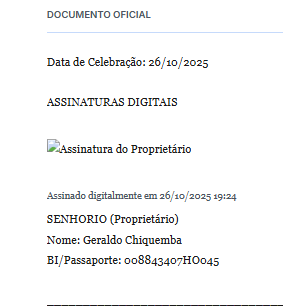 DOCUMENTO OFICIAL
Data de Celebração: 26/10/2025
ASSINATURAS DIGITAIS
Assinatura do Proprietário
Assinado digitalmente em 26/10/2025 19:24
SENHORIO (Proprietário)
Nome: Geraldo Chiquemba
BI/Passaporte: 008843407HO045